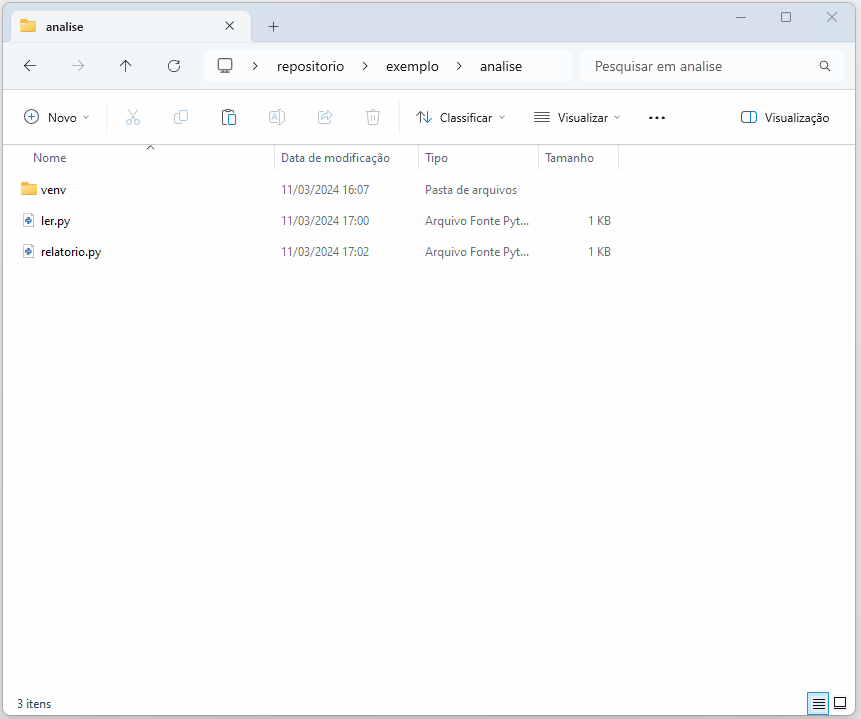 analise
repositorio exemplo analise Pesquisar em analise
Novo Classificar Visualizar Visualização
Nome Data de modificação Tipo Tamanho
venv 11/03/2024 16:07 Pasta de arquivos
ler.py 11/03/2024 17:00 Arquivo Fonte Pyt... 1 KB
relatorio.py 11/03/2024 17:02 Arquivo Fonte Pyt... 1 KB
3 itens